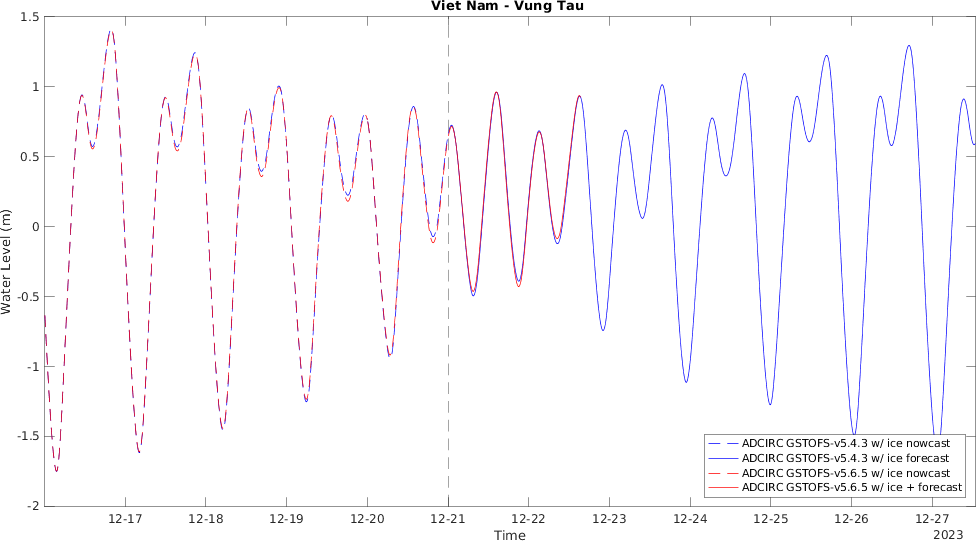 Viet Nam - Vung Tau
Water Level (m)
1.5
1
0.5
0
-0.5
-1
-1.5
-2
ADCIRC GSTOFS-v5.4.3 w/ ice nowcast
ADCIRC GSTOFS-v5.4.3 w/ ice forecast
ADCIRC GSTOFS-v5.6.5 w/ ice nowcast
ADCIRC GSTOFS-v5.6.5 w/ ice + forecast
12-17 12-18 12-19 12-20 12-21 12-22 12-23 12-24 12-25 12-26 12-27
Time
2023